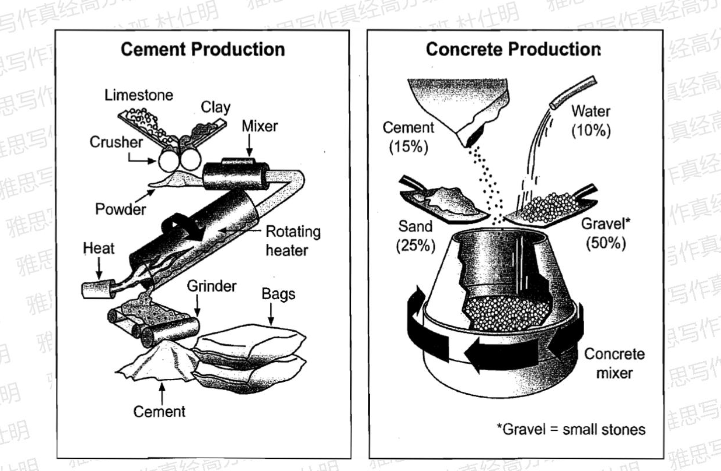 Cement Production
Limestone
Clay
Crusher
Mixer
Powder
Rotating
heater
Heat
Grinder
Bags
Cement
Concrete Production
Cement
(15%)
Water
(10%)
Sand
(25%)
Gravel*
(50%)
Concrete
mixer
*Gravel = small stones
雅思写作真经高分班 杜仕明